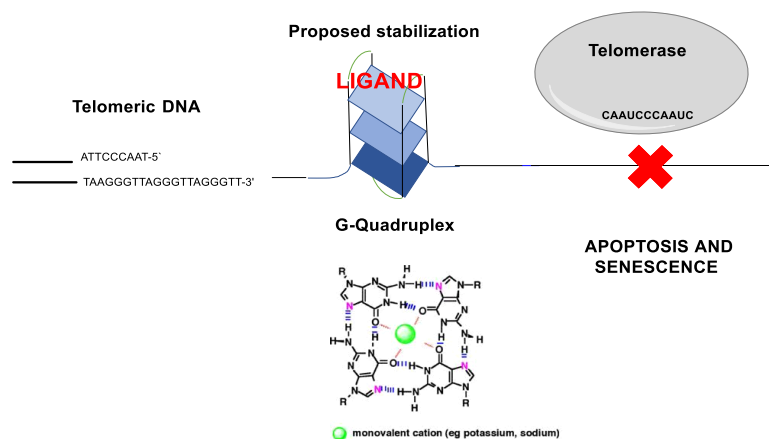 Proposed stabilization
LIGAND
Telomerase
CAAUCCCAAUC
Telomeric DNA
ATTCCCAAT-5`
TAAGGGTTAGGGTTAGGGTT-3'
G-Quadruplex
APOPTOSIS AND
SENESCENCE
R
N
N
N
N
H
H
H
O
N
N
R
O
N
N
H
N
H
H
H
H
N
N
H
N
O
N
N
R
O
H
N
N
N
H
H
N
N
R
monovalent cation (eg potassium, sodium)